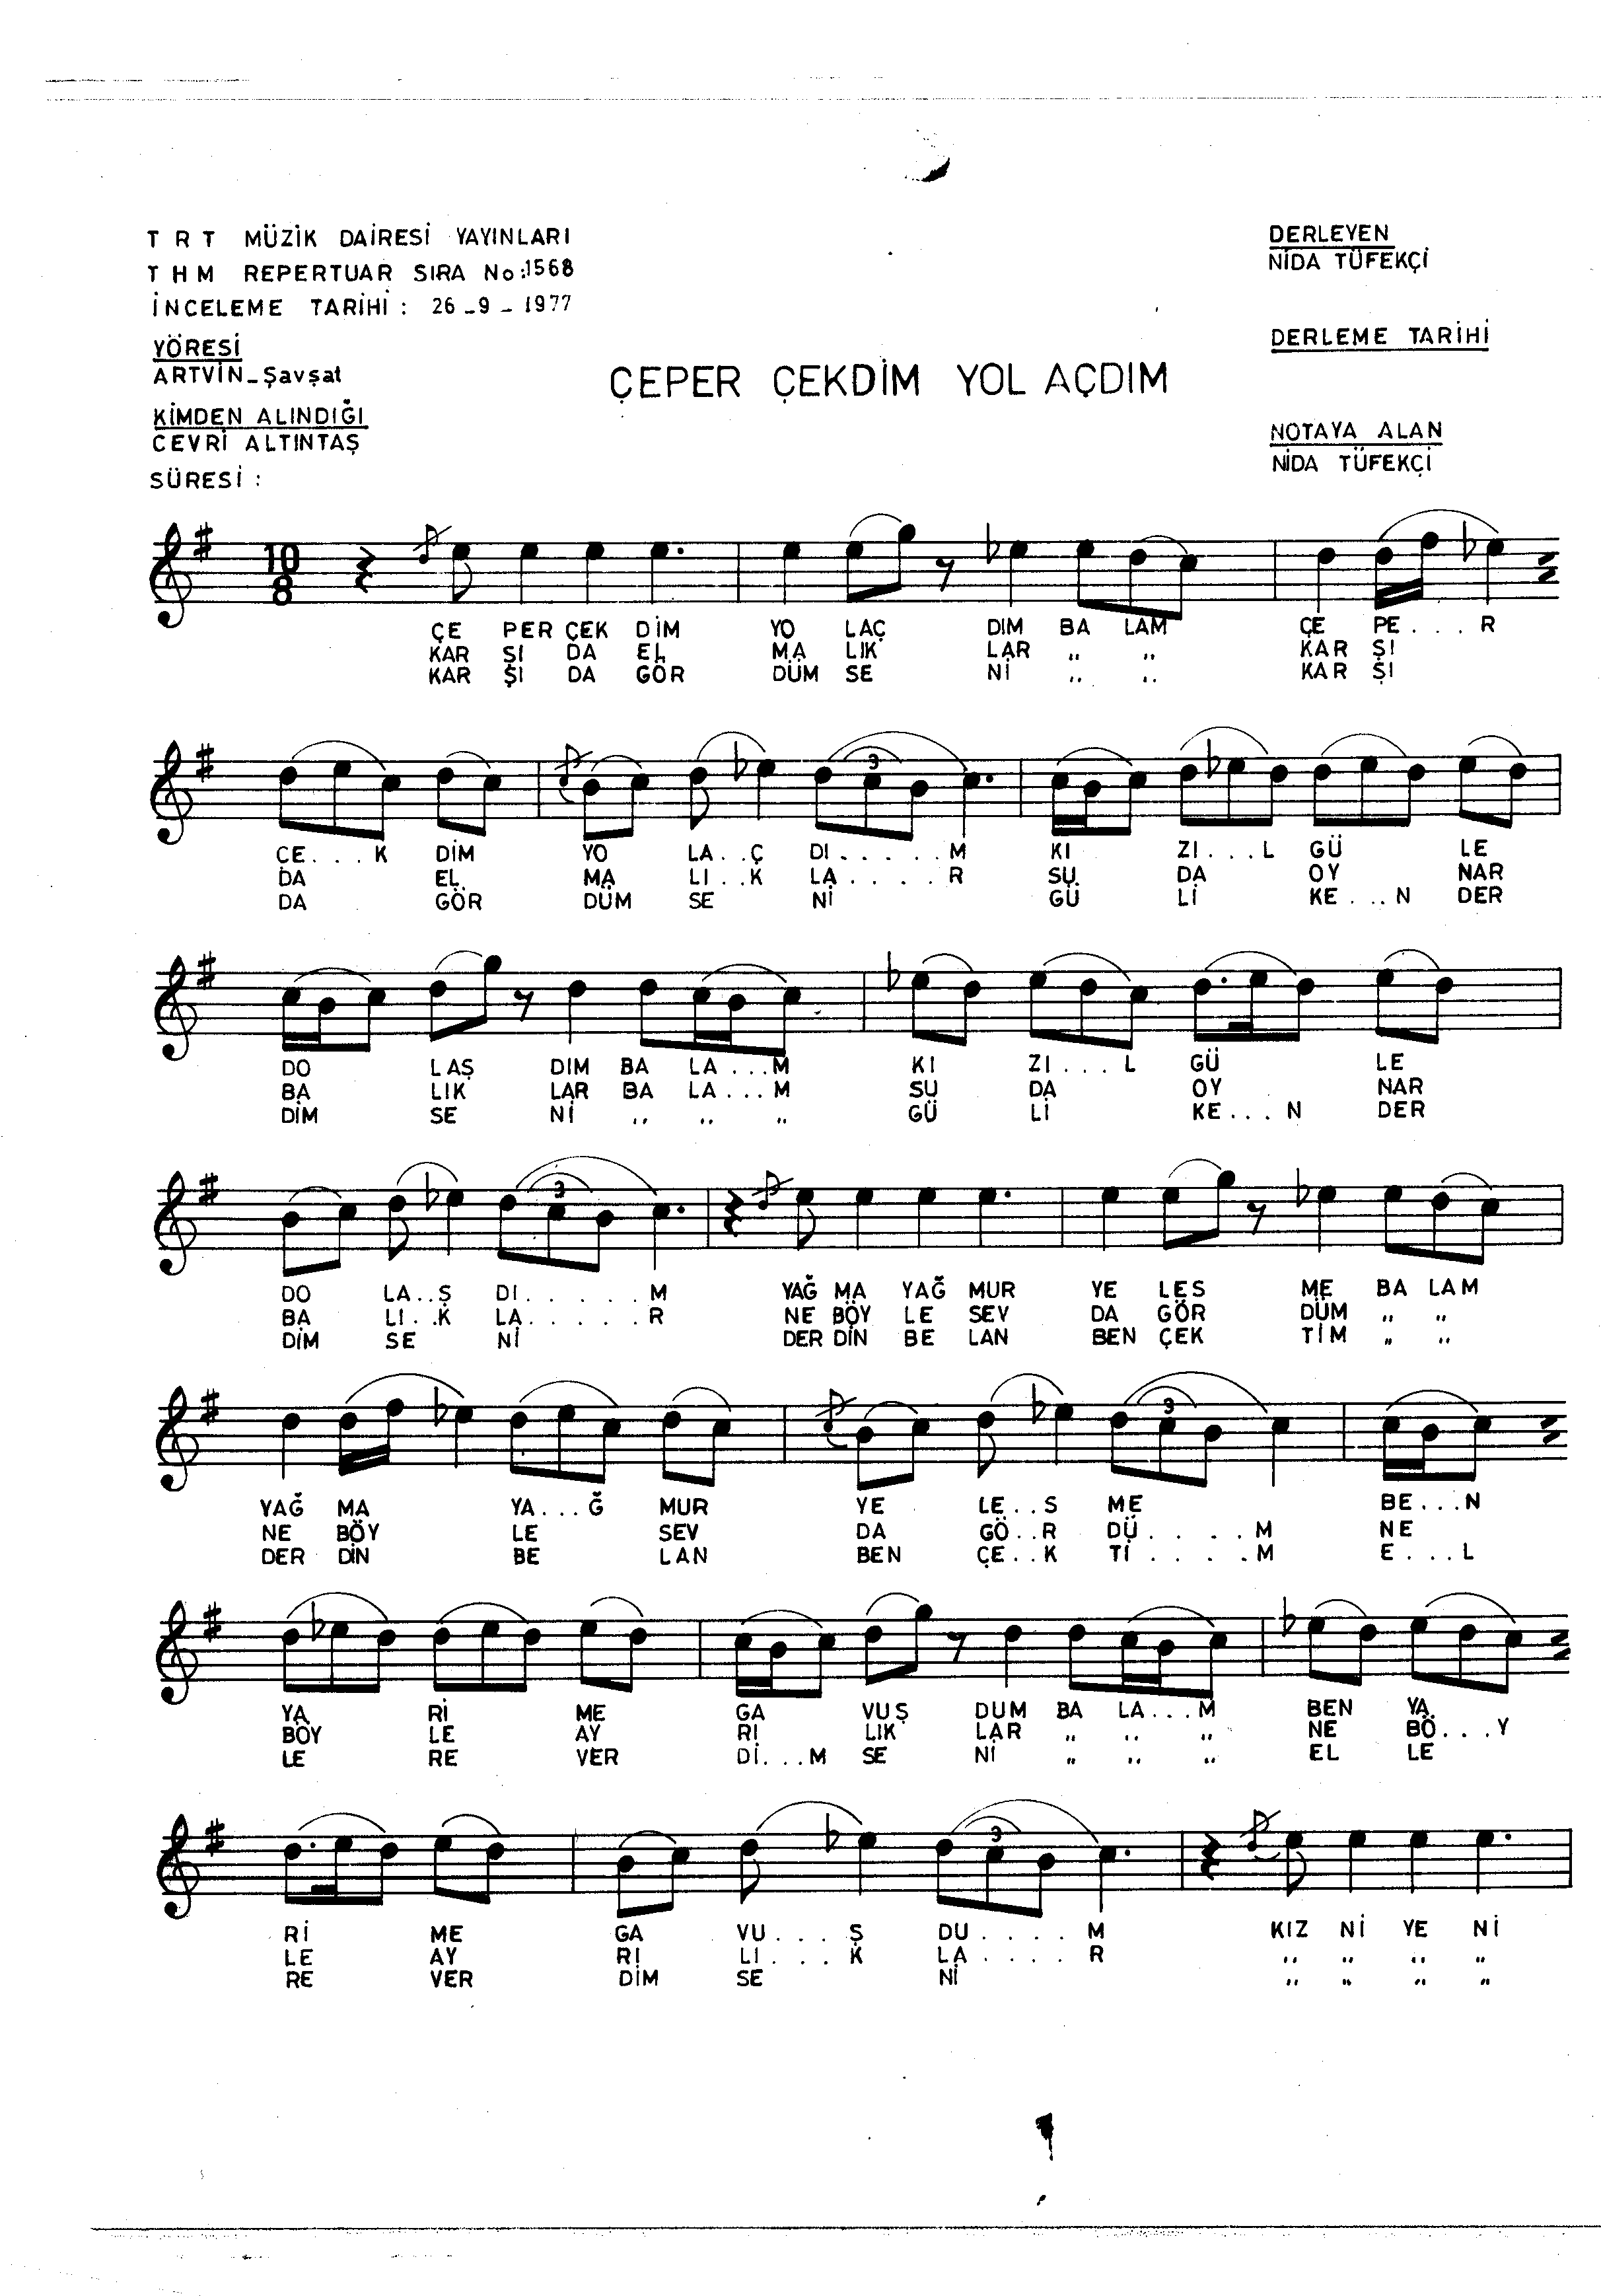 TRT MÜZİK DAİRESİ YAYINLARI
THM REPERTUAR SIRA No: 1568
İNCELEME TARİHİ : 26_9_1977
YÖRESİ
ARTVİN_Şavşat
KİMDEN ALINDIĞI
CEVRİ ALTINTAŞ
SÜRESİ :
DERLEYEN
NİDA TÜFEKÇİ
DERLEME TARİHİ
NOTAYA ALAN
NİDA TÜFEKÇİ
ÇEPER ÇEKDİM YOL AÇDIM
10
8
ÇE PER ÇEK DİM YO LAÇ DIM BA LAM ÇE PE . . . R
KAR ŞI DA EL MA LIK LAR ,, ,, KAR ŞI
KAR ŞI DA GÖR DÜM SE Nİ ,, ,, KAR ŞI
3
ÇE . . . K DİM YO LA . . Ç DI . . . . . M KI ZI . . . L GÜ LE
DA EL MA LI . . K LA . . . . R SU DA OY NAR
DA GÖR DÜM SE Nİ GÜ Lİ KE . . . N DER
DO LAŞ DIM BA LA . . . M KI ZI . . . L GÜ LE
BA LIK LAR BA LA . . . M SU DA OY NAR
DİM SE Nİ ,, ,, ,, GÜ Lİ KE . . . N DER
3
DO LA . . Ş DI . . . . . . M YAĞ MA YAĞ MUR YE LES ME BA LAM
BA LI . . K LA . . . . . R NE BÖY LE SEV DA GÖR DÜM ,, ,,
DİM SE Nİ DER DİN BE LAN BEN ÇEK TİM ,, ,,
3
YAĞ MA YA . . . Ğ MUR YE LE . . S ME BE . . . N
NE BÖY LE SEV DA GÖ . . R DÜ . . . . M NE
DER DİN BE LAN BEN ÇE . . K Tİ . . . . M E . . . L
YA Rİ ME GA VUŞ DUM BA LA . . . M BEN YA
BÖY LE AY RI LIK LAR ,, ,, ,, NE BÖ . . . Y
LE RE VER Dİ . . . M SE Nİ ,, ,, ,, EL LE
3
Rİ ME GA VU . . . Ş DU . . . . M KIZ Nİ YE Nİ
LE AY RI LI . . . K LA . . . . R ,, ,, ,, ,,
RE VER DİM SE Nİ ,, ,, ,, ,,